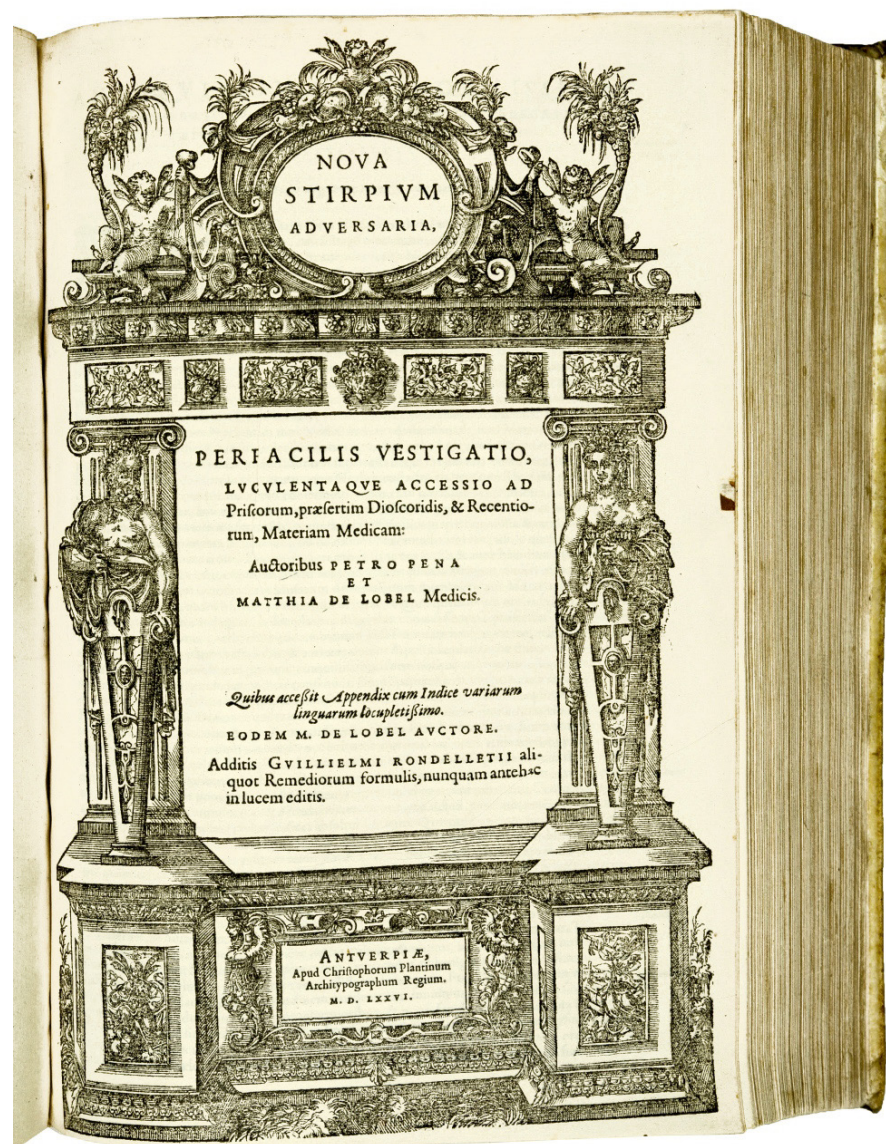 NOVA
STIRPIVM
ADVERSARIA,
PERFACILIS VESTIGATIO,
LVCVLENTAQVE ACCESSIO AD
Priſcorum, præſertim Dioſcoridis, & Recentio-
rum, Materiam Medicam:
Auctoribus PETRO PENA
ET
MATTHIA DE LOBEL Medicis.
Quibus acceßit Appendix cum Indice variarum
linguarum locupletißimo.
EODEM M. DE LOBEL AVCTORE.
Additis GVILLIELMI RONDELLETII ali-
quot Remediorum formulis, nunquam antehac
in lucem editis.
ANTVERPIÆ,
Apud Chriſtophorum Plantinum
Architypographum Regium.
M. D. LXXVI.